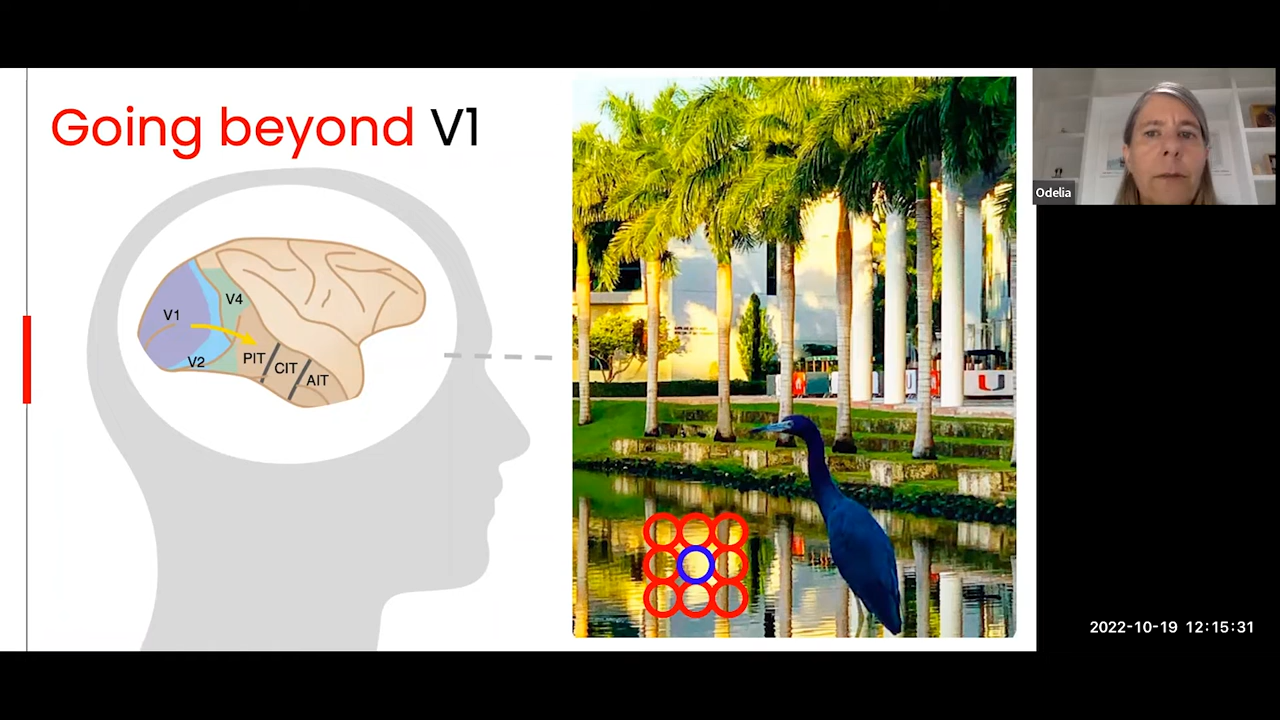 Going beyond V1
V1
V4
V2
PIT
CIT
AIT
U
Odelia
2022-10-19 12:15:31